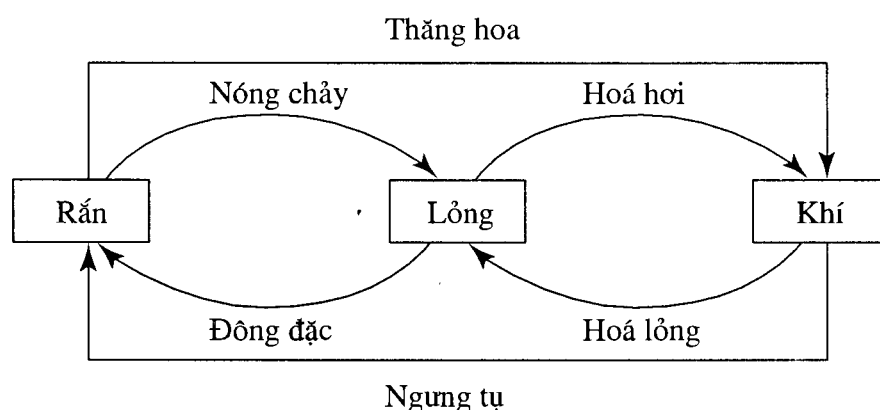 Thăng hoa
Nóng chảy
Hoá hơi
Rắn
Lỏng
Khí
Đông đặc
Hoá lỏng
Ngưng tụ